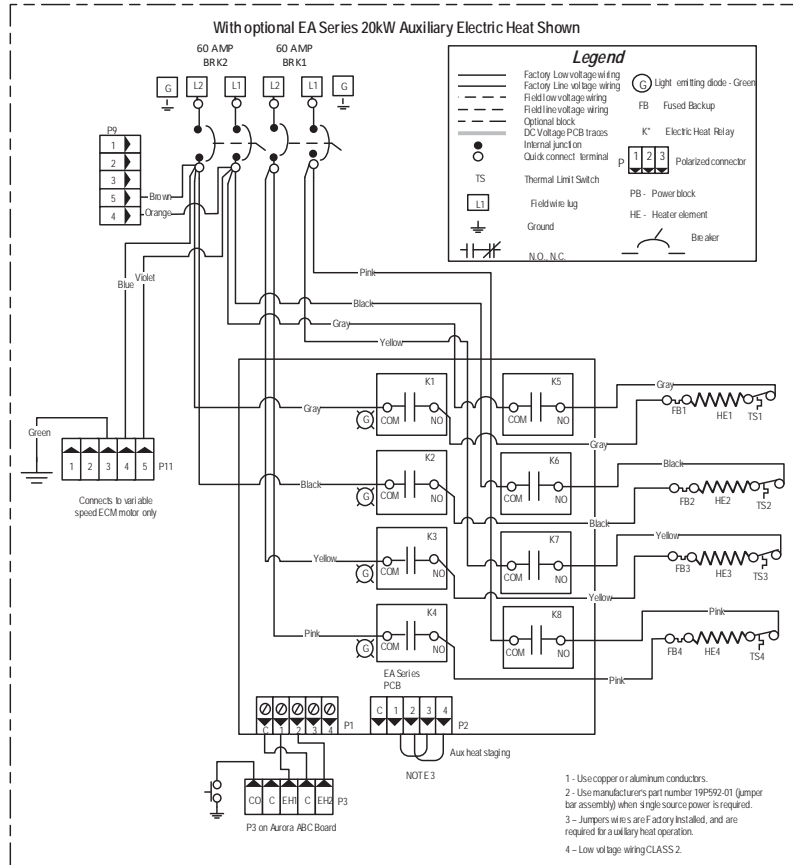 With optional EA Series 20kW Auxiliary Electric Heat Shown
60 AMP
BRK2
60 AMP
BRK1
G
L2
L1
L2
L1
G
Legend
Factory Low voltage wiring
Factory Line voltage wiring
Field low voltage wiring
Field line voltage wiring
Optional block
DC Voltage PCB traces
Internal junction
Quick connect terminal
TS
Thermal Limit Switch
L1
Field wire lug
Ground
N.O., N.C.
G
Light emitting diode - Green
FB
Fused Backup
K*
Electric Heat Relay
P
1 2 3
Polarized connector
PB - Power block
HE - Heater element
Breaker
P9
1
2
3
5
4
Brown
Orange
Blue
Violet
Pink
Black
Gray
Yellow
Green
1 2 3 4 5
P11
Connects to variable
speed ECM motor only
Gray
G
K1
COM
NO
K5
COM
NO
Gray
Gray
FB1
HE1
TS1
Black
G
K2
COM
NO
K6
COM
NO
Black
Black
FB2
HE2
TS2
Yellow
G
K3
COM
NO
K7
COM
NO
Yellow
Yellow
FB3
HE3
TS3
Pink
G
K4
COM
NO
K8
COM
NO
Pink
Pink
FB4
HE4
TS4
EA Series
PCB
C 1 2 3 4
P1
C 1 2 3 4
P2
Aux heat staging
NOTE 3
CO C EH1 C EH2
P3
P3 on Aurora ABC Board
1 - Use copper or aluminum conductors.
2 - Use manufacturer's part number 19P592-01 (jumper
bar assembly) when single source power is required.
3 – Jumpers wires are Factory Installed, and are
required for auxiliary heat operation.
4 – Low voltage wiring CLASS 2.